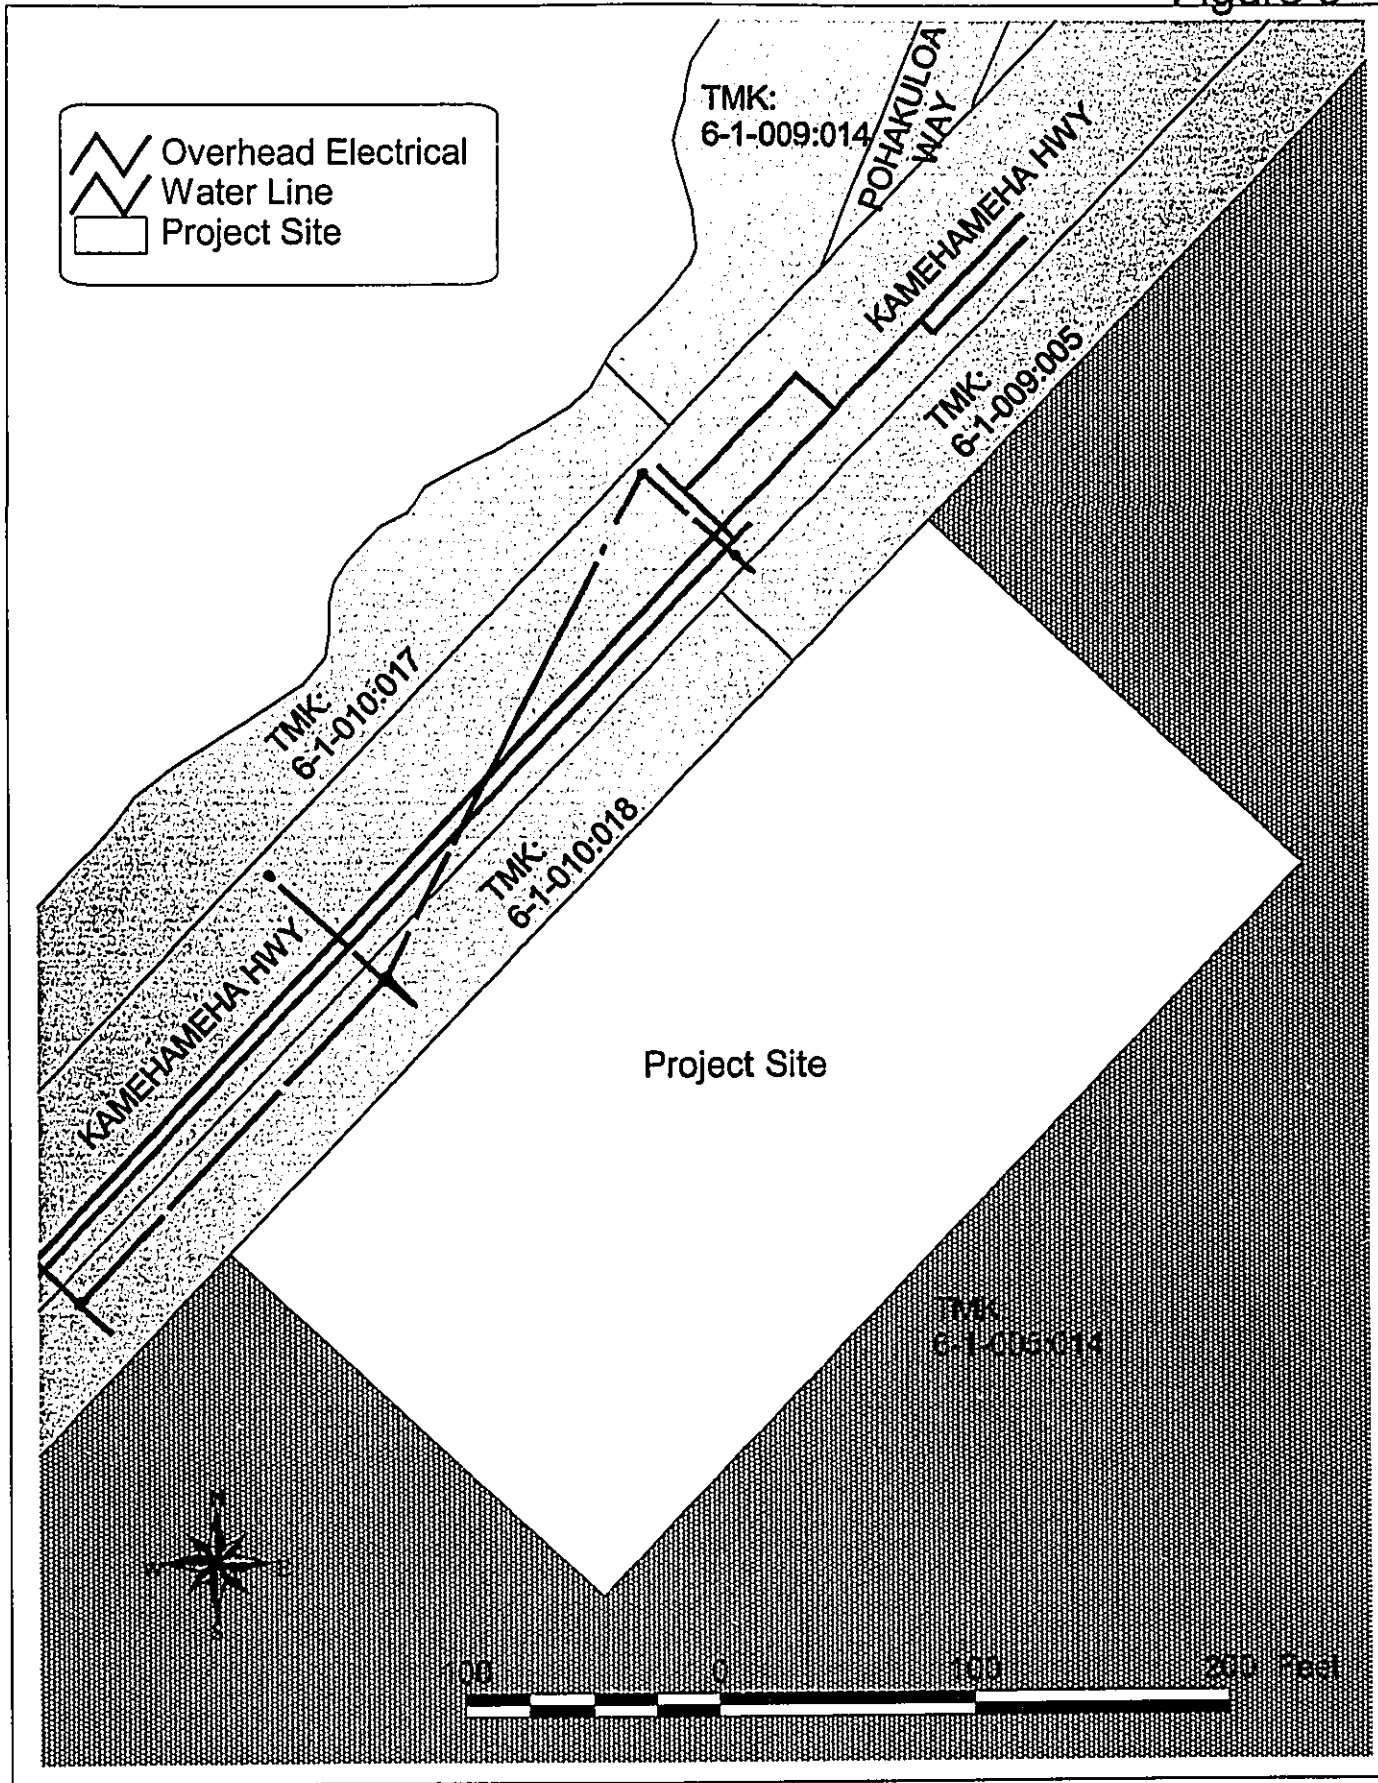 Overhead Electrical
Water Line
Project Site
TMK:
6-1-009:014
POHAKULOA
WAY
KAMEHAMEHA HWY
TMK:
6-1-009:005
TMK:
6-1-010:017
TMK:
6-1-010:018
KAMEHAMEHA HWY
Project Site
TMK:
N
W E
S
100 0 100 200 Feet